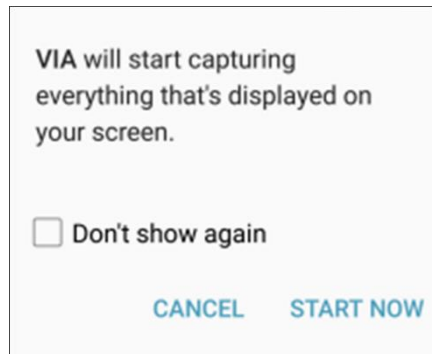 VIA will start capturing
everything that's displayed on
your screen.
Don't show again
CANCEL START NOW